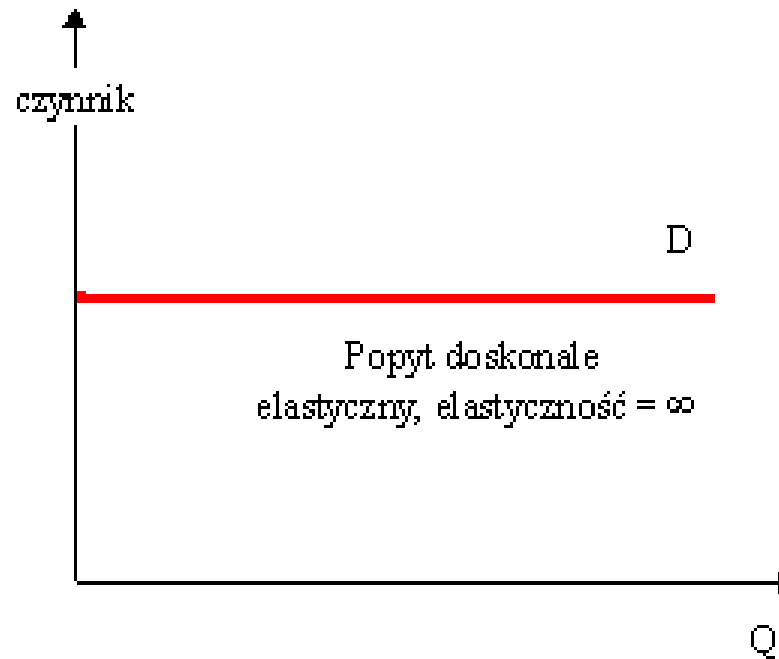 czynnik
D
Popyt doskonale
elastyczny, elastyczność = ∞
Q